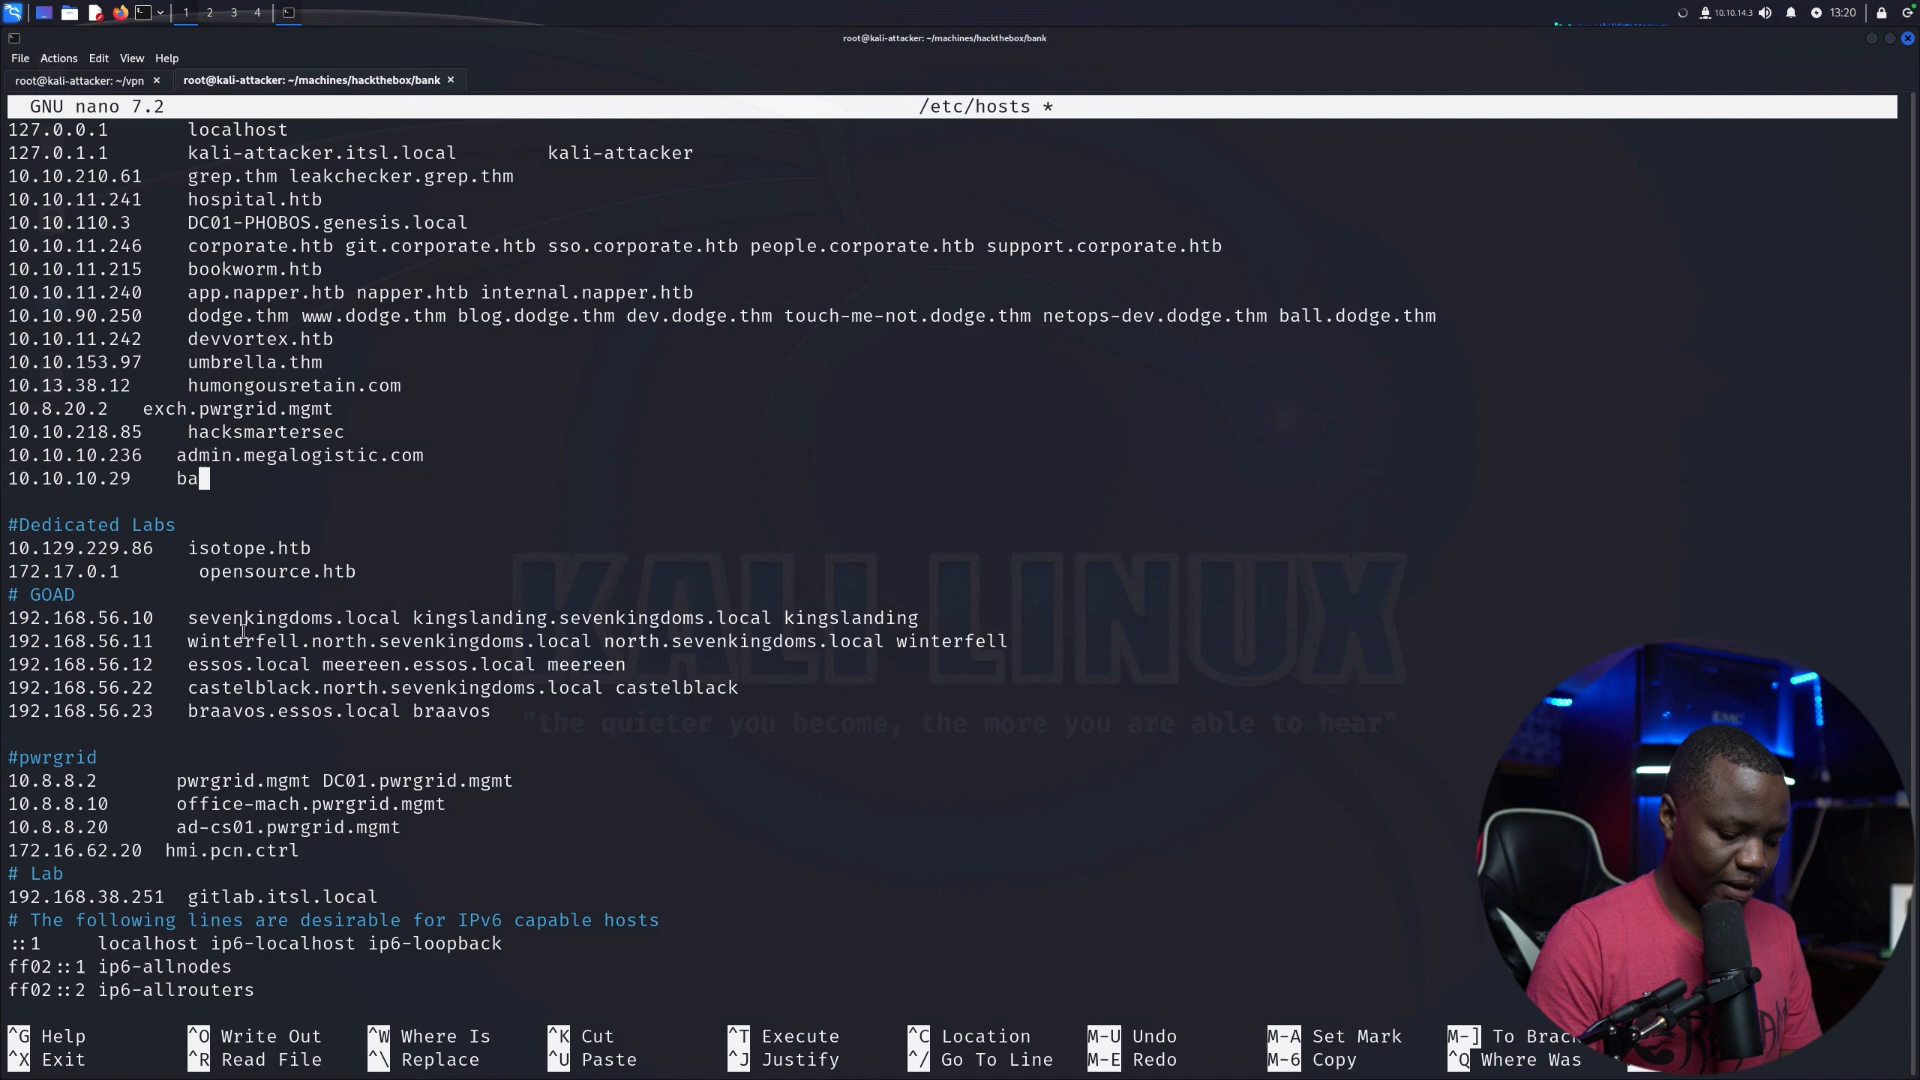 1 2 3 4
10.10.14.3 13:20
root@kali-attacker: ~/machines/hackthebox/bank
File Actions Edit View Help
root@kali-attacker: ~/vpn × root@kali-attacker: ~/machines/hackthebox/bank ×
GNU nano 7.2 /etc/hosts *
127.0.0.1 localhost
127.0.1.1 kali-attacker.itsl.local kali-attacker
10.10.210.61 grep.thm leakchecker.grep.thm
10.10.11.241 hospital.htb
10.10.110.3 DC01-PHOBOS.genesis.local
10.10.11.246 corporate.htb git.corporate.htb sso.corporate.htb people.corporate.htb support.corporate.htb
10.10.11.215 bookworm.htb
10.10.11.240 app.napper.htb napper.htb internal.napper.htb
10.10.90.250 dodge.thm www.dodge.thm blog.dodge.thm dev.dodge.thm touch-me-not.dodge.thm netops-dev.dodge.thm ball.dodge.thm
10.10.11.242 devvortex.htb
10.10.153.97 umbrella.thm
10.13.38.12 humongousretain.com
10.8.20.2 exch.pwrgrid.mgmt
10.10.218.85 hacksmartersec
10.10.10.236 admin.megalogistic.com
10.10.10.29 ba
#Dedicated Labs
10.129.229.86 isotope.htb
172.17.0.1 opensource.htb
# GOAD
192.168.56.10 sevenkingdoms.local kingslanding.sevenkingdoms.local kingslanding
192.168.56.11 winterfell.north.sevenkingdoms.local north.sevenkingdoms.local winterfell
192.168.56.12 essos.local meereen.essos.local meereen
192.168.56.22 castelblack.north.sevenkingdoms.local castelblack
192.168.56.23 braavos.essos.local braavos
KALI LINUX
"the quieter you become, the more you are able to hear"
#pwrgrid
10.8.8.2 pwrgrid.mgmt DC01.pwrgrid.mgmt
10.8.8.10 office-mach.pwrgrid.mgmt
10.8.8.20 ad-cs01.pwrgrid.mgmt
172.16.62.20 hmi.pcn.ctrl
# Lab
192.168.38.251 gitlab.itsl.local
# The following lines are desirable for IPv6 capable hosts
::1 localhost ip6-localhost ip6-loopback
ff02::1 ip6-allnodes
ff02::2 ip6-allrouters
^G Help ^O Write Out ^W Where Is ^K Cut ^T Execute ^C Location M-U Undo M-A Set Mark M-] To Brac
^X Exit ^R Read File ^\ Replace ^U Paste ^J Justify ^/ Go To Line M-E Redo M-6 Copy ^Q Where Was